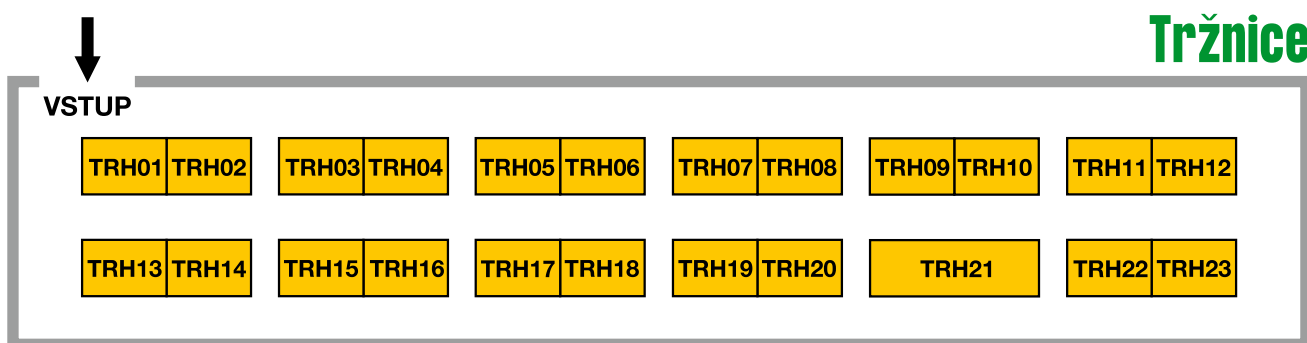 Tržnice
VSTUP
TRH01 TRH02 TRH03 TRH04 TRH05 TRH06 TRH07 TRH08 TRH09 TRH10 TRH11 TRH12
TRH13 TRH14 TRH15 TRH16 TRH17 TRH18 TRH19 TRH20 TRH21 TRH22 TRH23